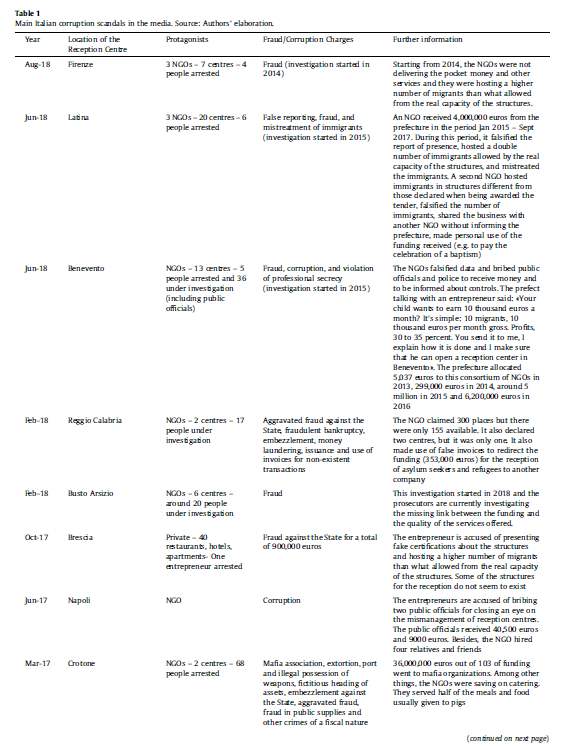 Table 1
Main Italian corruption scandals in the media. Source: Authors' elaboration.
Year Location of the Reception Centre Protagonists Fraud/Corruption Charges Further information
Aug-18 Firenze 3 NGOs – 7 centres – 4 Fraud (investigation started in Starting from 2014, the NGOs were not
people arrested 2014) delivering the pocket money and other
services and they were hosting a higher
number of migrants than what allowed
from the real capacity of the structures.
Jun-18 Latina 3 NGOs – 20 centres – 6 False reporting, fraud, and An NGO received 4,000,000 euros from the
people arrested mistreatment of immigrants prefecture in the period Jan 2015 – Sept
(investigation started in 2015) 2017. During this period, it falsified the
report of presence, hosted a double
number of immigrants allowed by the real
capacity of the structures, and mistreated
the immigrants. A second NGO hosted
immigrants in structures different from
those declared when being awarded the
tender, falsified the number of
immigrants, shared the business with
another NGO without informing the
prefecture, made personal use of the
funding received (e.g. to pay the
celebration of a baptism)
Jun-18 Benevento NGOs – 13 centres – 5 Fraud, corruption, and violation The NGOs falsified data and bribed public
people arrested and 36 of professional secrecy officials and police to receive money and
under investigation (investigation started in 2015) to be informed about controls. The prefect
(including public talking with an entrepreneur said: «Your
officials) child wants to earn 10 thousand euros a
month? It's simple: 10 migrants, 10
thousand euros per month gross. Profits,
30 to 35 percent. You send it to me, I
explain how it is done and I make sure
that he can open a reception center in
Benevento». The prefecture allocated
5,037 euros to this consortium of NGOs in
2013, 299,000 euros in 2014, around 5
million in 2015 and 6,200,000 euros in
2016
Feb-18 Reggio Calabria NGOs – 2 centres – 17 Aggravated fraud against the The NGO claimed 300 places but there
people under State, fraudulent bankruptcy, were only 155 available. It also declared
investigation embezzlement, money two centres, but it was only one. It also
laundering, issuance and use of made use of false invoices to redirect the
invoices for non-existent funding (353,000 euros) for the reception
transactions of asylum seekers and refugees to another
company
Feb-18 Busto Arsizio NGOs – 6 centres – Fraud This investigation started in 2018 and the
around 20 people prosecutors are currently investigating
under investigation the missing link between the funding and
the quality of the services offered.
Oct-17 Brescia Private – 40 Fraud against the State for a total The entrepreneur is accused of presenting
restaurants, hotels, of 900,000 euros fake certifications about the structures
apartments- One and hosting a higher number of migrants
entrepreneur arrested than what allowed from the real capacity
of the structures. Some of the structures
for the reception do not seem to exist
Jun-17 Napoli NGO Corruption The entrepreneurs are accused of bribing
two public officials for closing an eye on
the mismanagement of reception centres.
The public officials received 40,500 euros
and 9000 euros. Besides, the NGO hired
four relatives and friends
Mar-17 Crotone NGOs – 2 centres – 68 Mafia association, extortion, port 36,000,000 euros out of 103 of funding
people arrested and illegal possession of went to mafia organizations. Among other
weapons, fictitious heading of things, the NGOs were saving on catering.
assets, embezzlement against They served half of the meals and food
the State, aggravated fraud, usually given to pigs
fraud in public supplies and
other crimes of a fiscal nature
(continued on next page)